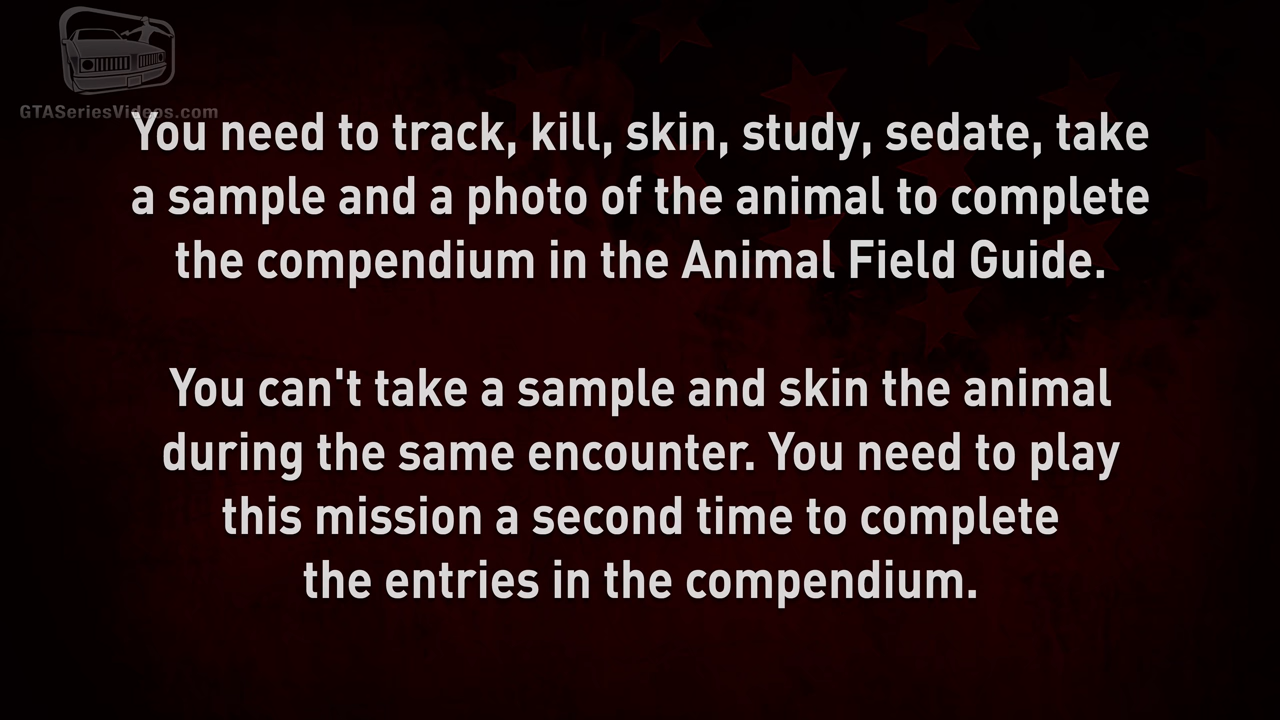 GTASeriesVideos.com
You need to track, kill, skin, study, sedate, take
a sample and a photo of the animal to complete
the compendium in the Animal Field Guide.
You can't take a sample and skin the animal
during the same encounter. You need to play
this mission a second time to complete
the entries in the compendium.